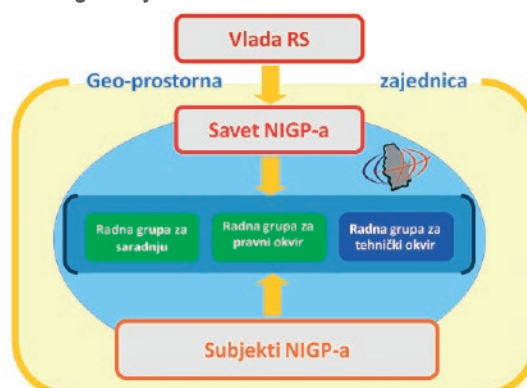 Vlada RS
Geo-prostorna zajednica
Savet NIGP-a
Radna grupa za
saradnju
Radna grupa za
pravni okvir
Radna grupa za
tehnički okvir
Subjekti NIGP-a